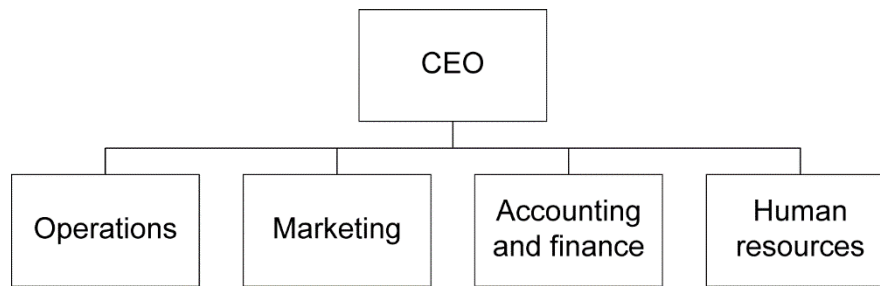 CEO
Operations
Marketing
Accounting
and finance
Human
resources